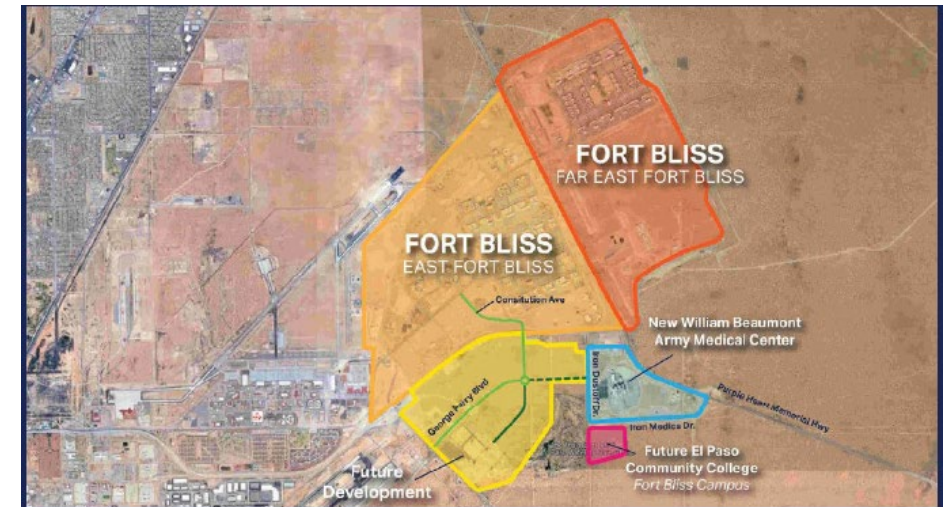 FORT BLISS
FAR EAST FORT BLISS
FORT BLISS
EAST FORT BLISS
Consitution Ave
New William Beaumont
Army Medical Center
Iron Dustoff Dr.
George Perry Blvd
Purple Heart Memorial Hwy
Iron Medics Dr.
Future El Paso
Community College
Fort Bliss Campus
Future
Development